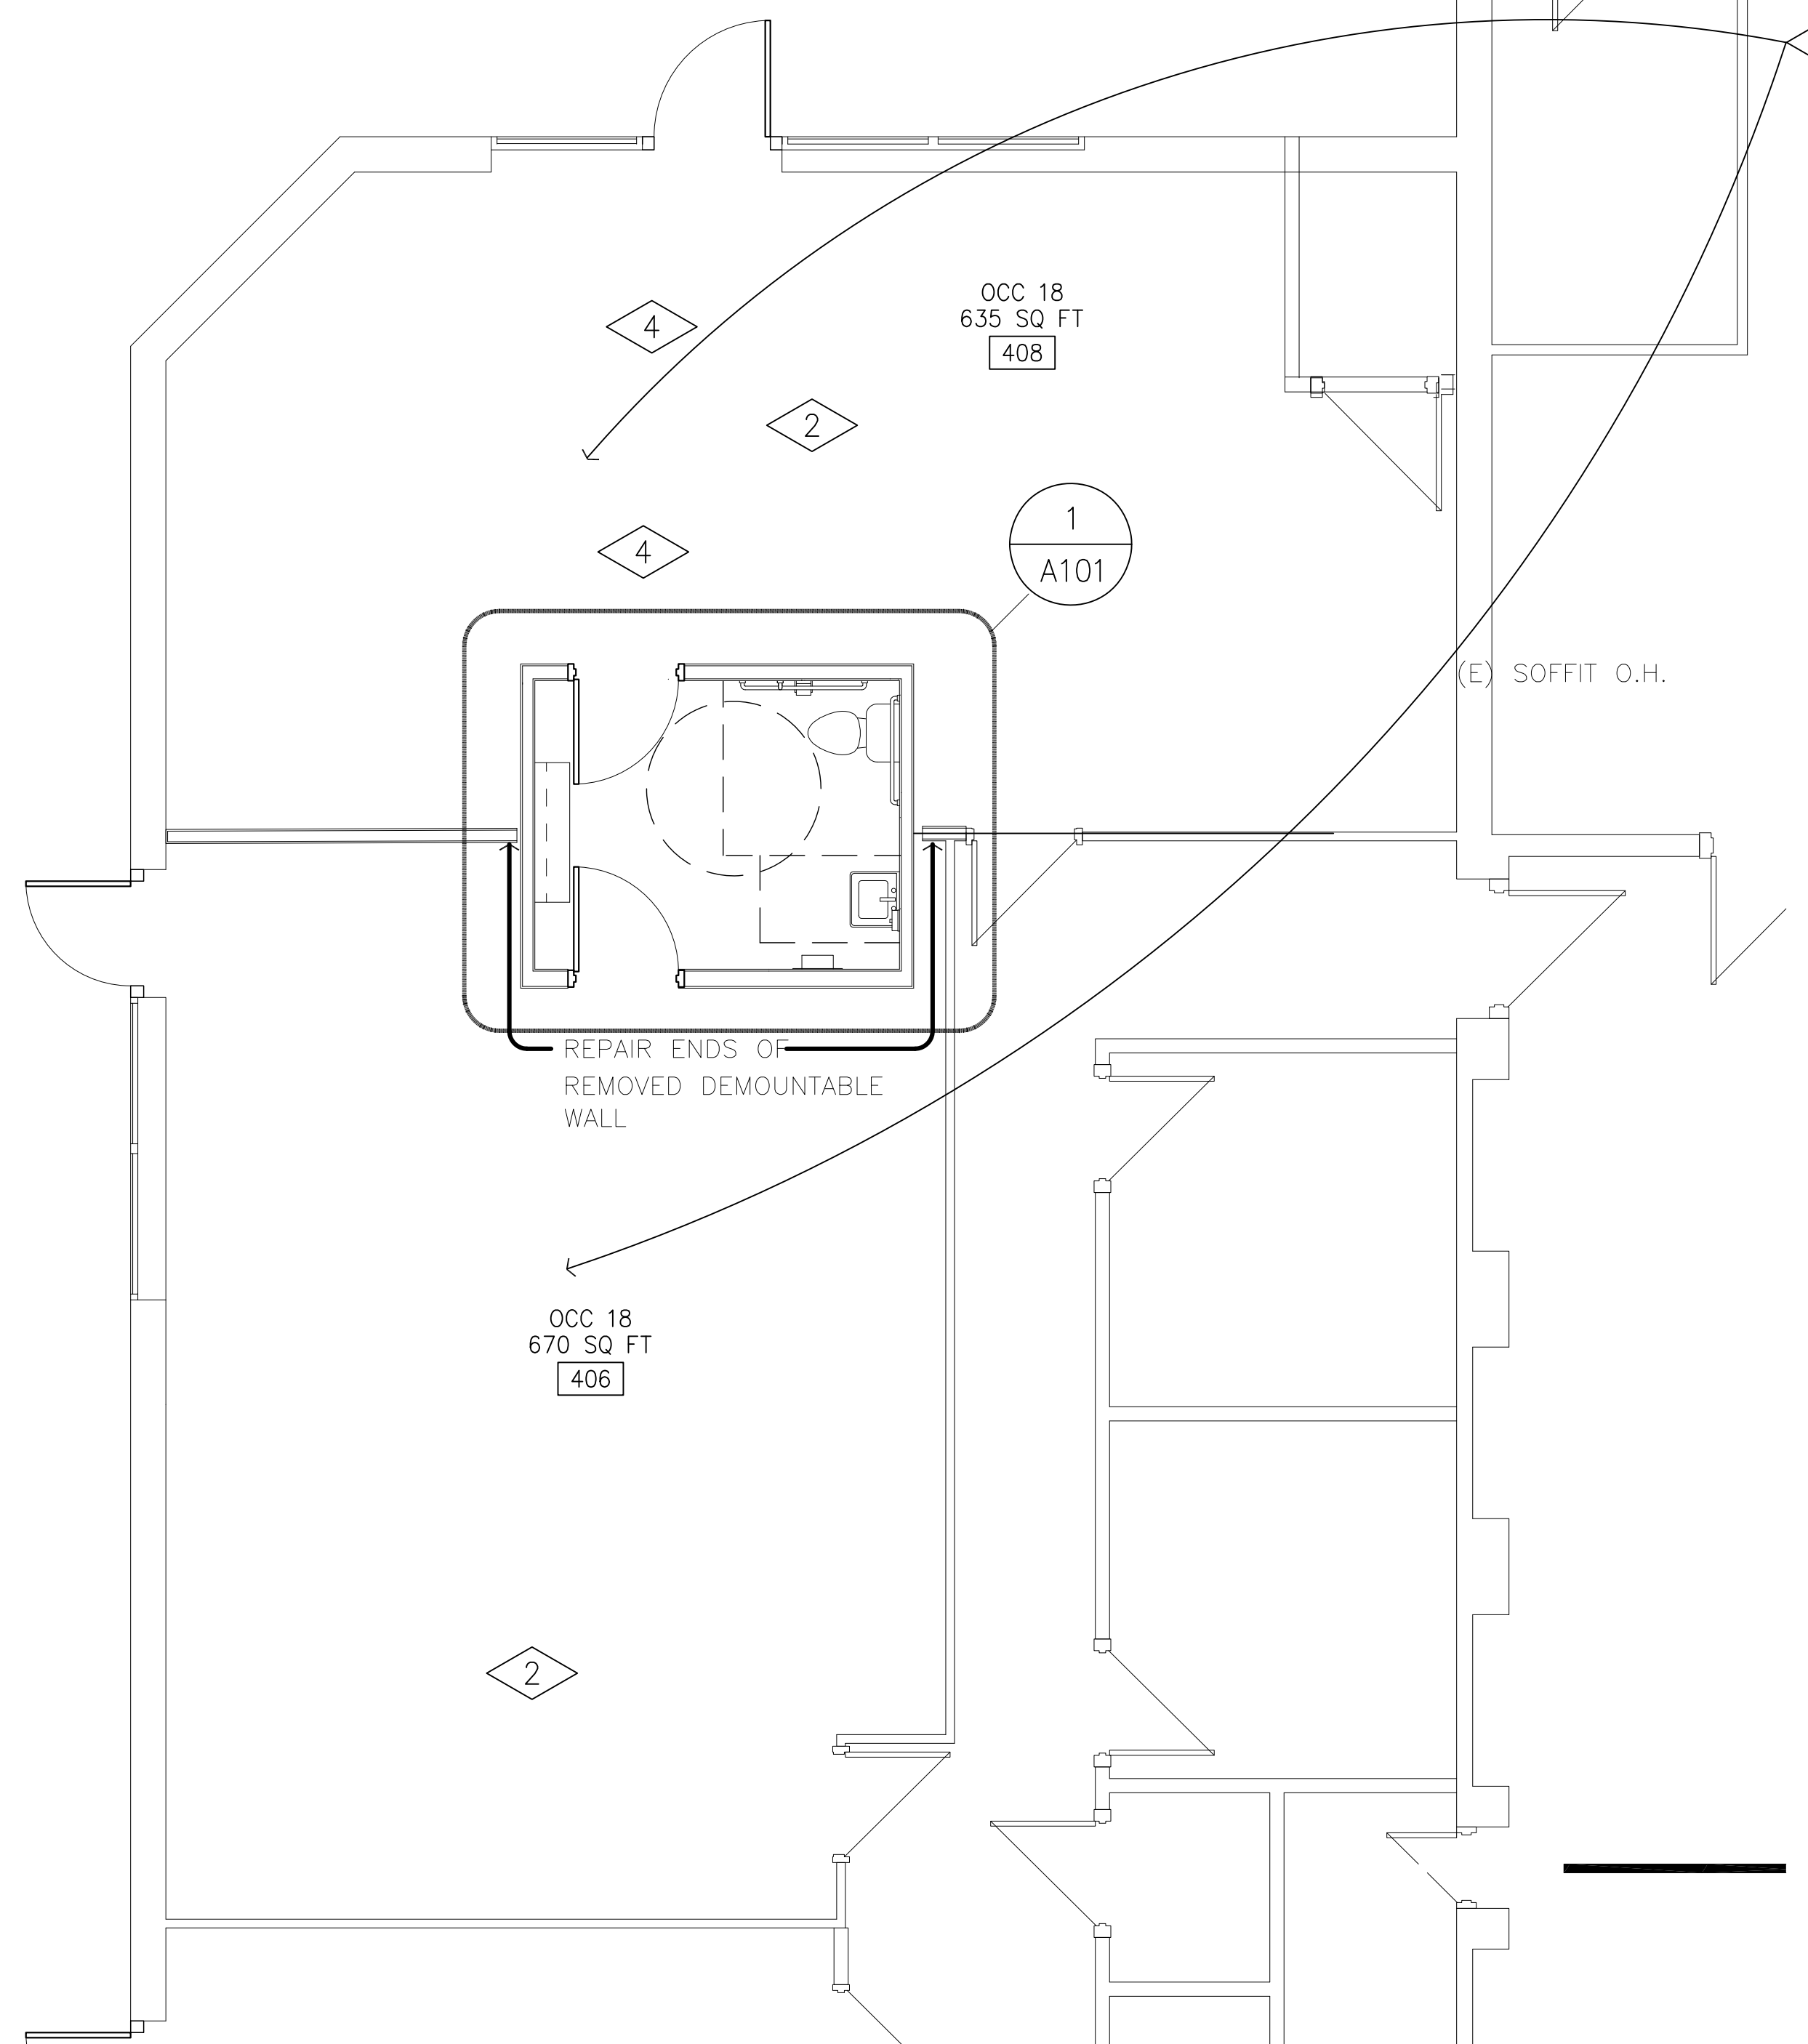 OCC 18
635 SQ FT
408
4
2
4
1
A101
(E) SOFFIT O.H.
REPAIR ENDS OF
REMOVED DEMOUNTABLE
WALL
OCC 18
670 SQ FT
406
2